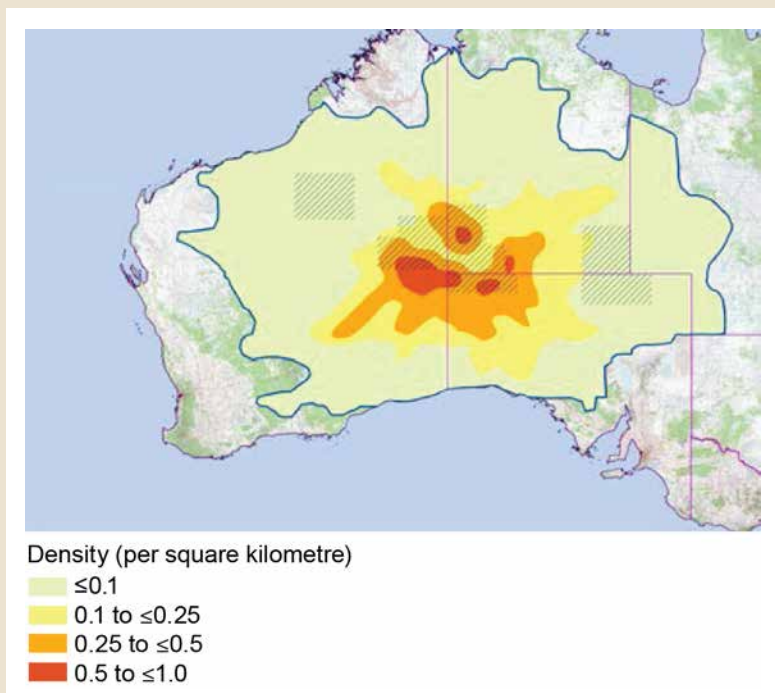 Density (per square kilometre)
≤0.1
0.1 to ≤0.25
0.25 to ≤0.5
0.5 to ≤1.0